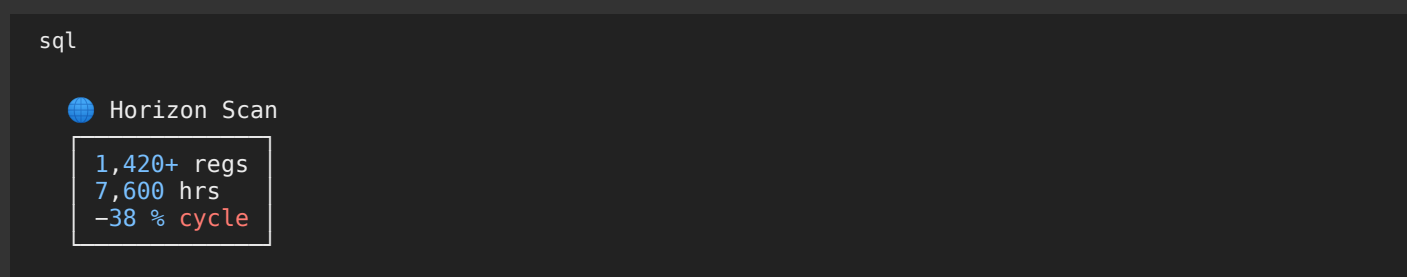 sql
🌐 Horizon Scan
1,420+ regs
7,600 hrs
−38 % cycle